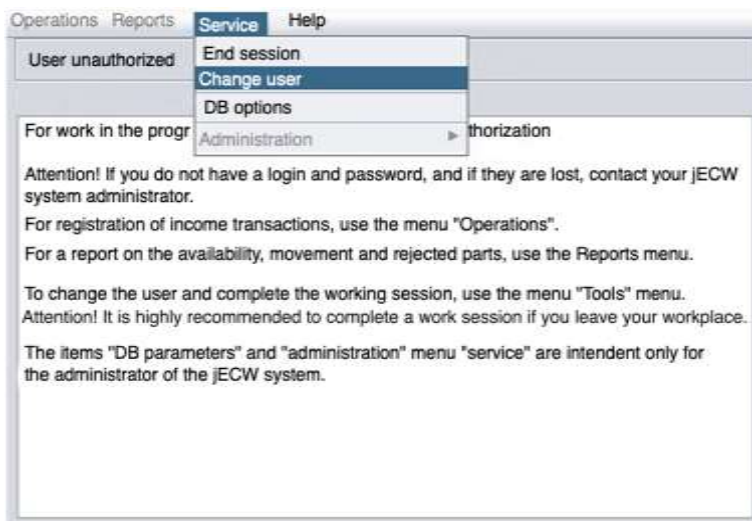 Operations Reports Service Help
User unauthorized
End session
Change user
DB options
Administration
For work in the progr thorization
Attention! If you do not have a login and password, and if they are lost, contact your jECW
system administrator.
For registration of income transactions, use the menu "Operations".
For a report on the availability, movement and rejected parts, use the Reports menu.
To change the user and complete the working session, use the menu "Tools" menu.
Attention! It is highly recommended to complete a work session if you leave your workplace.
The items "DB parameters" and "administration" menu "service" are intendent only for
the administrator of the jECW system.